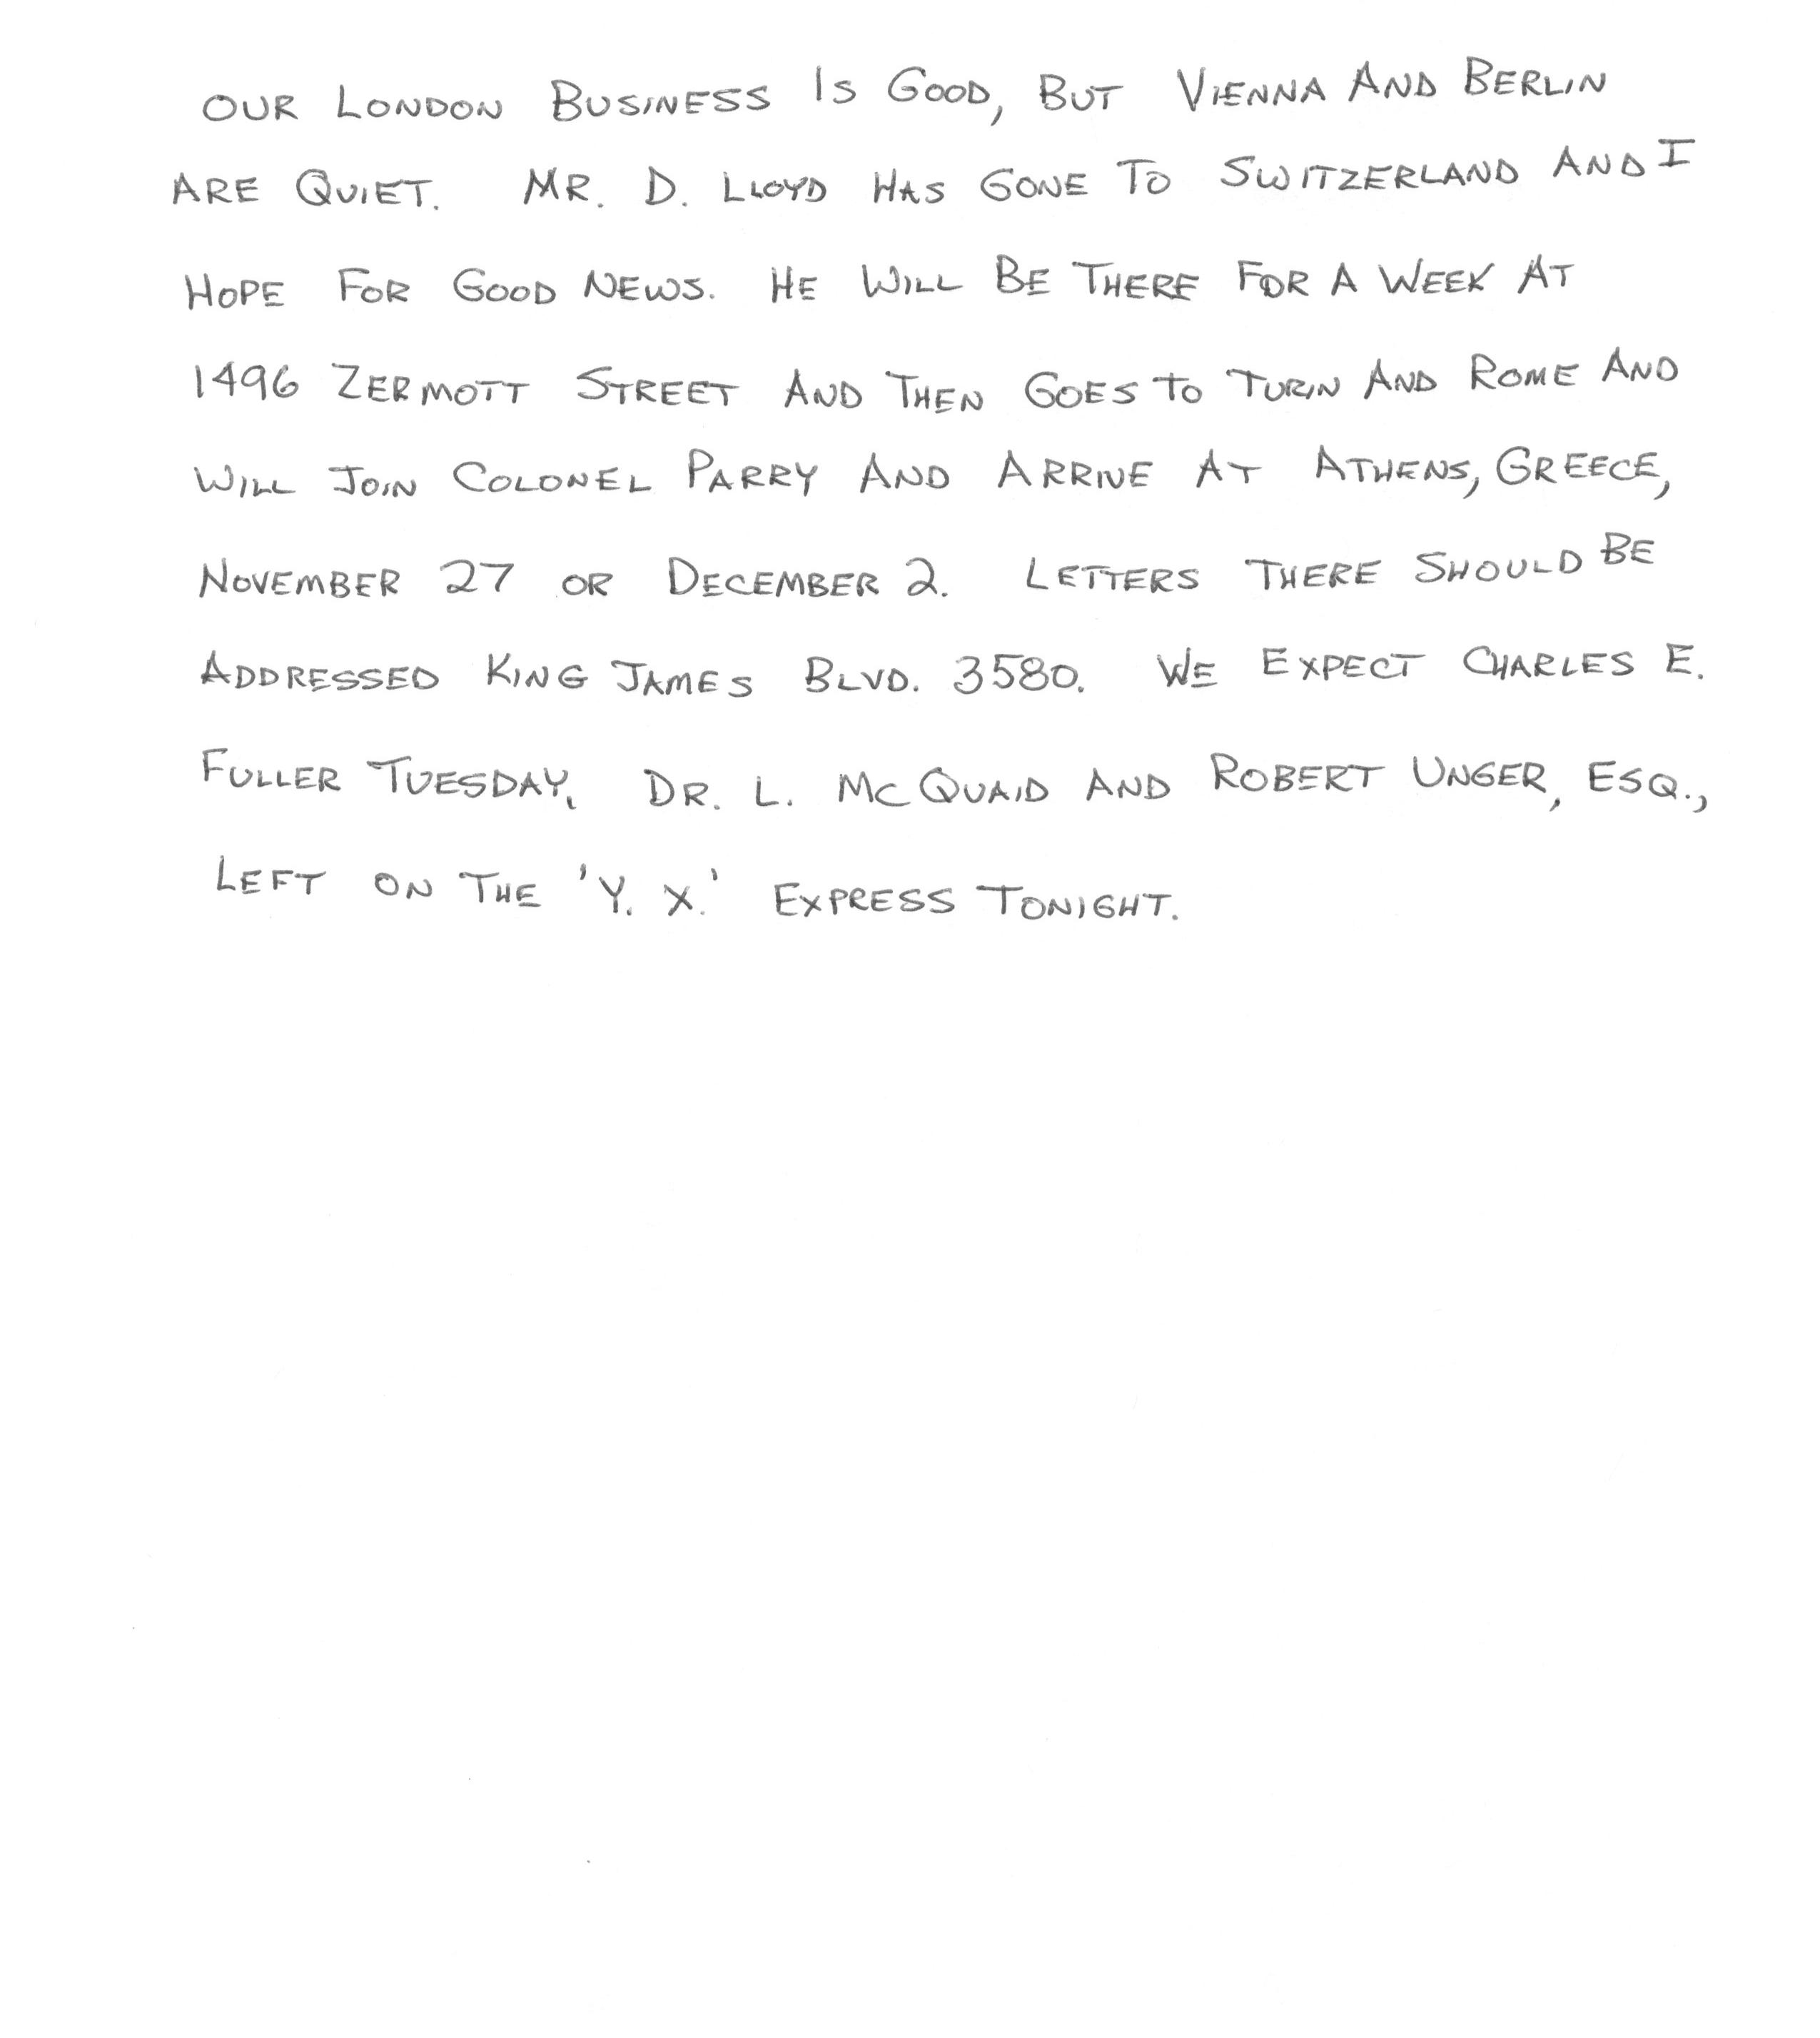 OUR LONDON BUSINESS IS GOOD, BUT VIENNA AND BERLIN
ARE QUIET. MR. D. LLOYD HAS GONE TO SWITZERLAND AND I
HOPE FOR GOOD NEWS. HE WILL BE THERE FOR A WEEK AT
1496 ZERMOTT STREET AND THEN GOES TO TURIN AND ROME AND
WILL JOIN COLONEL PARRY AND ARRIVE AT ATHENS, GREECE,
NOVEMBER 27 OR DECEMBER 2. LETTERS THERE SHOULD BE
ADDRESSED KING JAMES BLVD. 3580. WE EXPECT CHARLES E.
FULLER TUESDAY. DR. L. MCQUAID AND ROBERT UNGER, ESQ.,
LEFT ON THE 'Y. X.' EXPRESS TONIGHT.